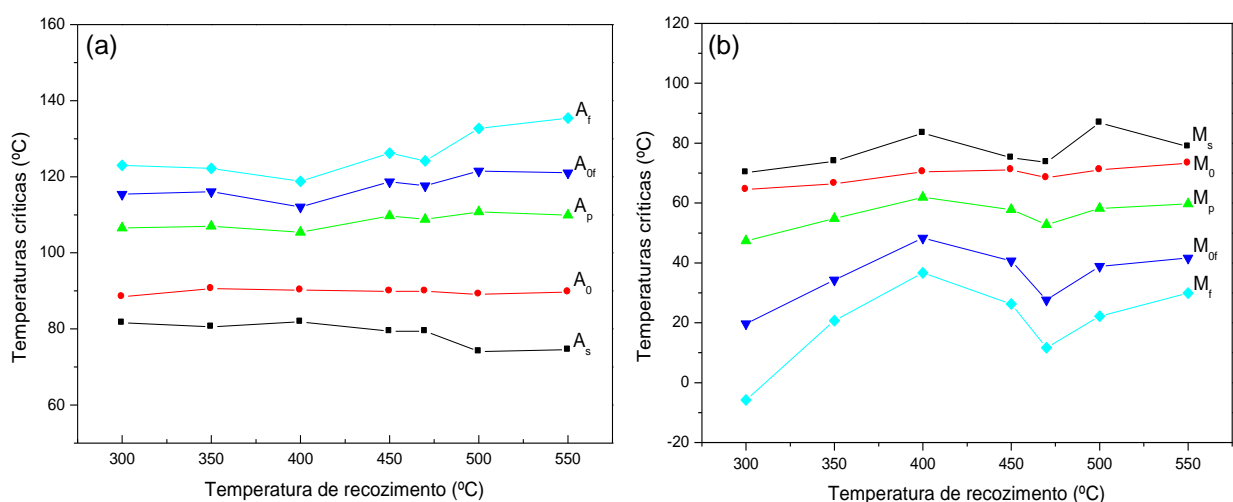 (a)
Temperaturas críticas (ºC)
160
140
120
100
80
60
A_f
A_0f
A_p
A_0
A_s
300 350 400 450 500 550
Temperatura de recozimento (ºC)
(b)
Temperaturas críticas (ºC)
120
100
80
60
40
20
0
-20
M_s
M_0
M_p
M_0f
M_f
300 350 400 450 500 550
Temperatura de recozimento (ºC)